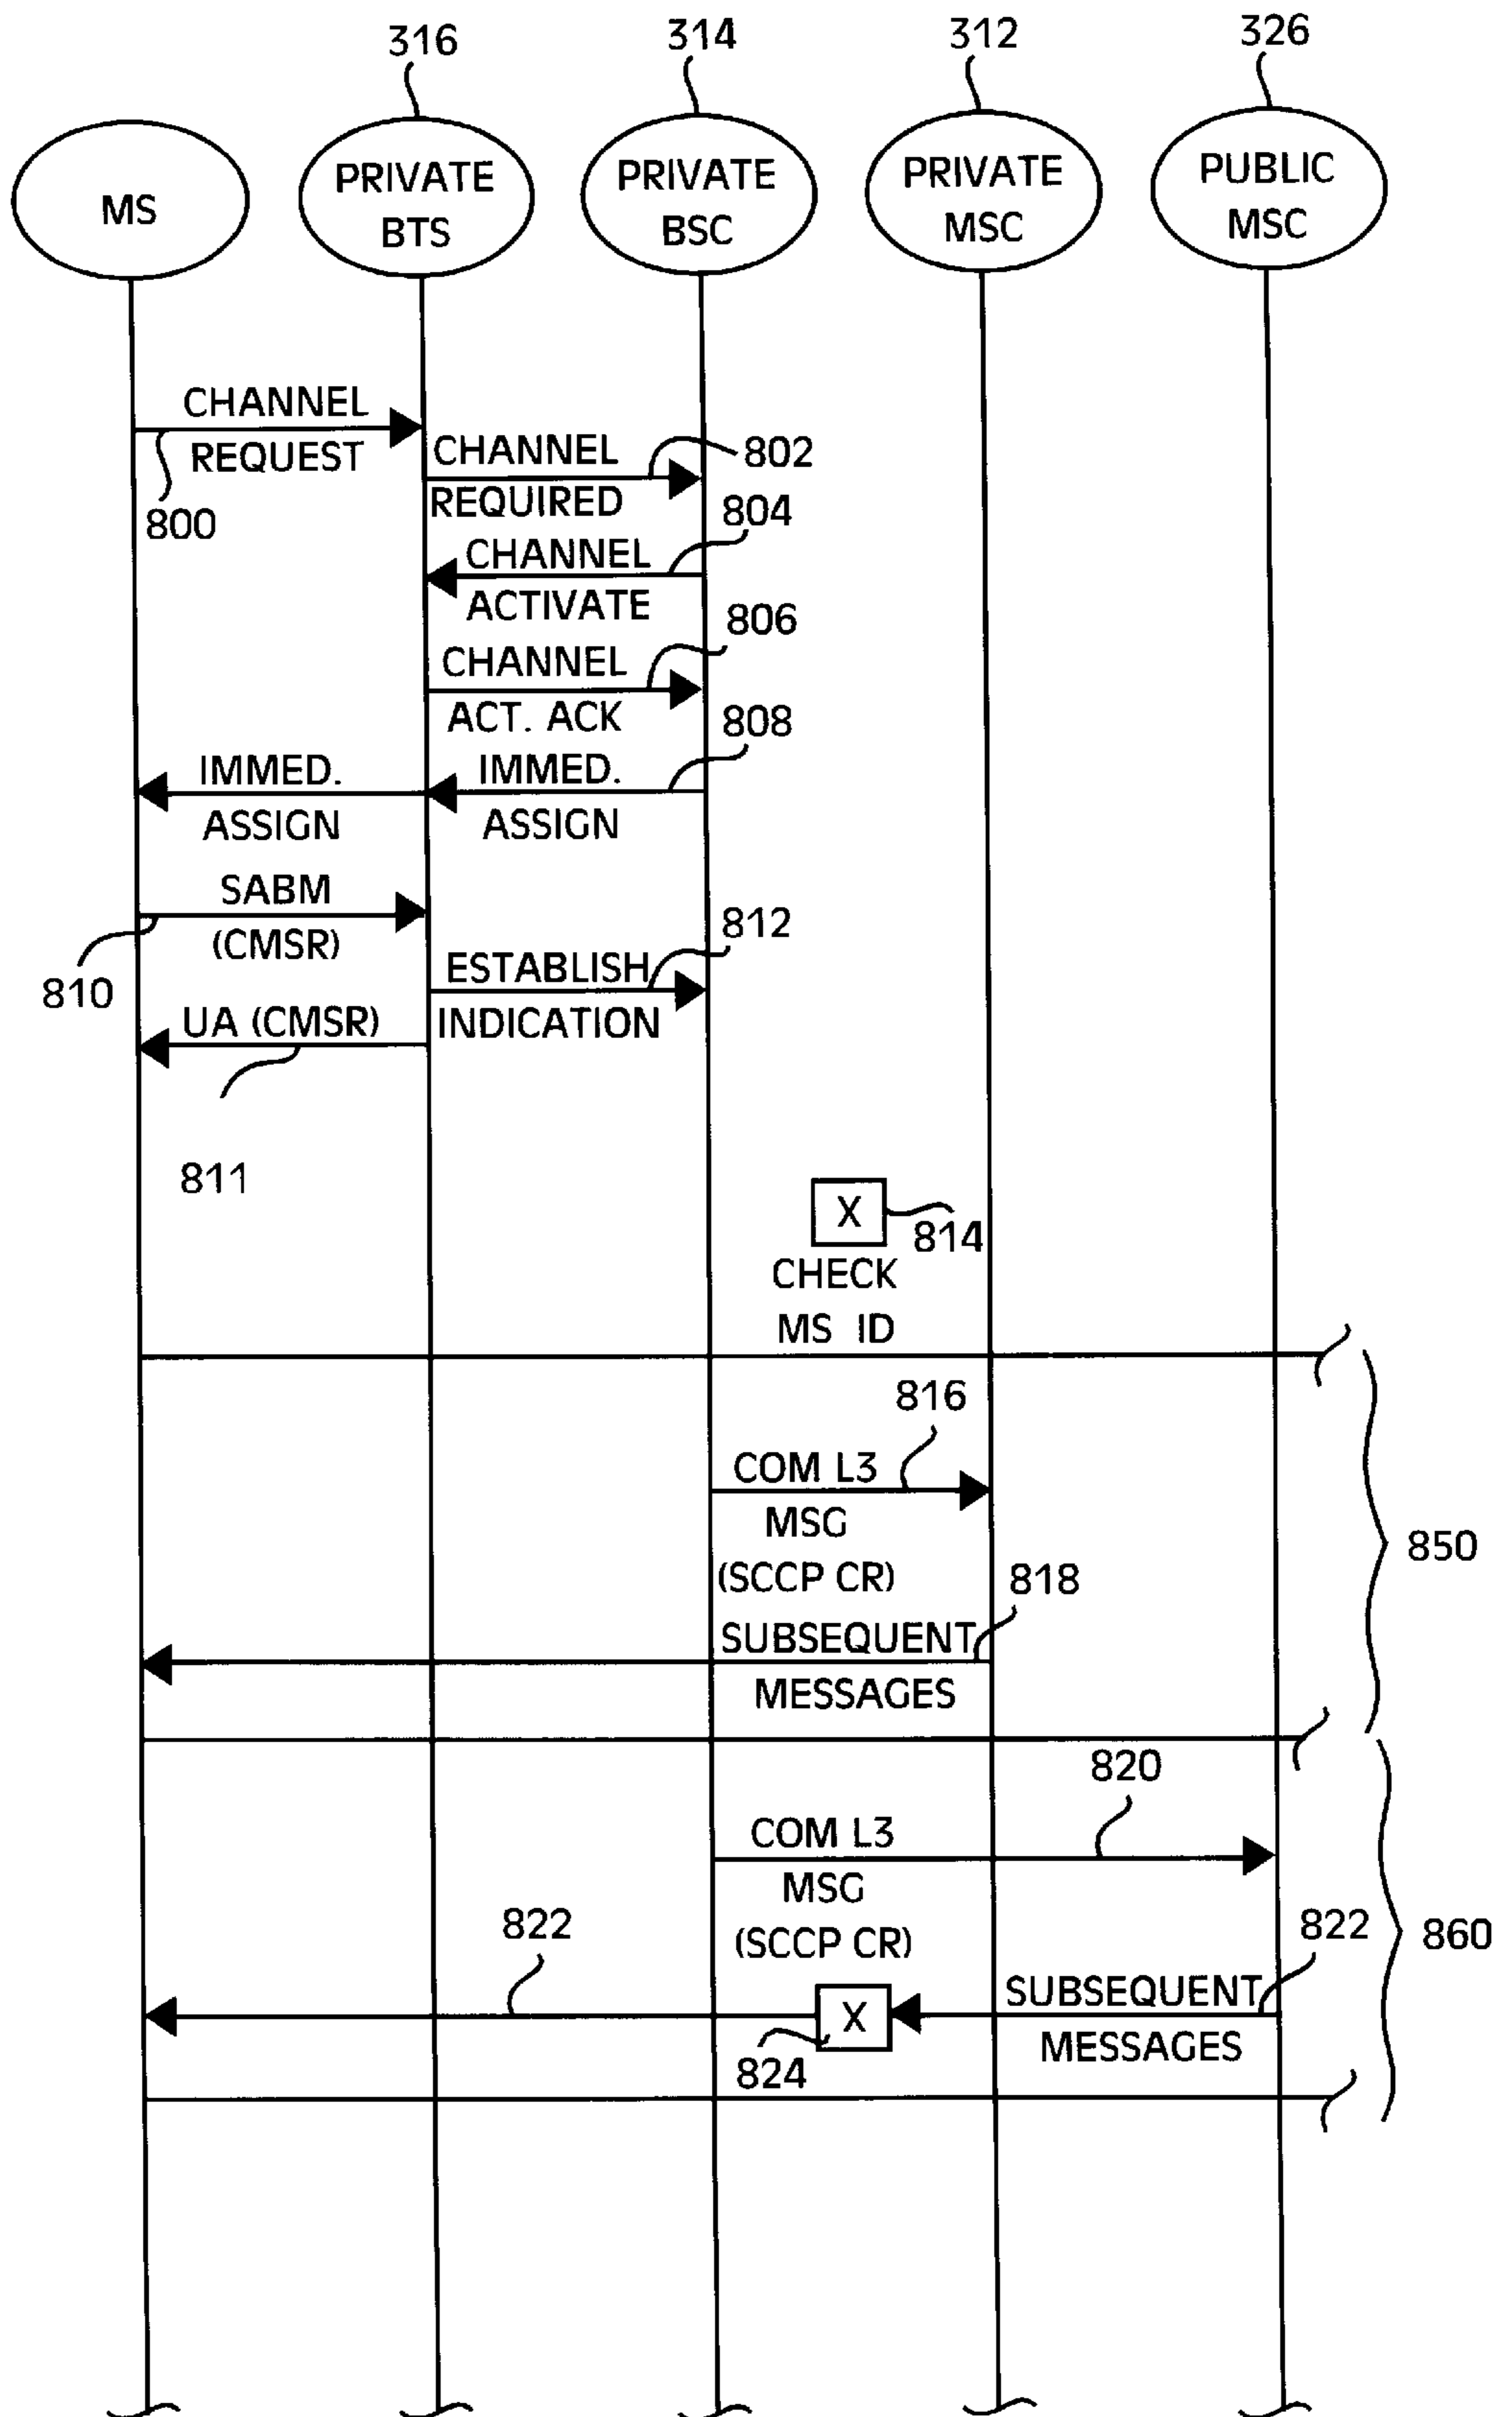 316
314
312
326
MS
PRIVATE
BTS
PRIVATE
BSC
PRIVATE
MSC
PUBLIC
MSC
CHANNEL
REQUEST
800
CHANNEL
REQUIRED
802
804
CHANNEL
ACTIVATE
806
CHANNEL
ACT. ACK
808
IMMED.
ASSIGN
IMMED.
ASSIGN
SABM
(CMSR)
810
812
ESTABLISH
INDICATION
UA (CMSR)
811
X
814
CHECK
MS ID
816
COM L3
MSG
(SCCP CR)
850
818
SUBSEQUENT
MESSAGES
820
COM L3
MSG
(SCCP CR)
822
822
860
SUBSEQUENT
MESSAGES
X
824